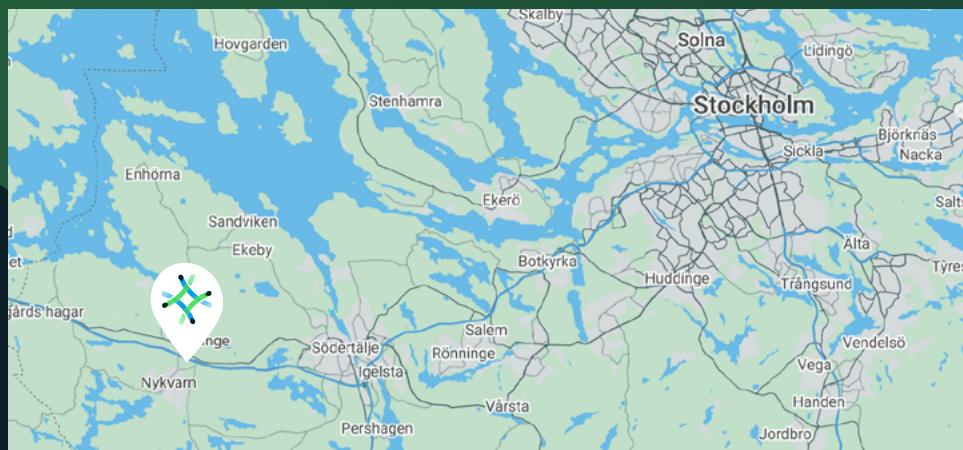 Skälby
Solna
Hovgarden
Lidingö
Stenhamra
Stockholm
Björknäs
Sickla
Nacka
Enhörna
Ekerö
Salts
Sandviken
Ekeby
Älta
et
Botkyrka
Tyres
Huddinge
Trångsund
gårds hagar
Salem
nge
Vendelsö
Södertälje
Rönninge
Igelsta
Vega
Nykvarn
Vårsta
Handen
Pershagen
Jordbro